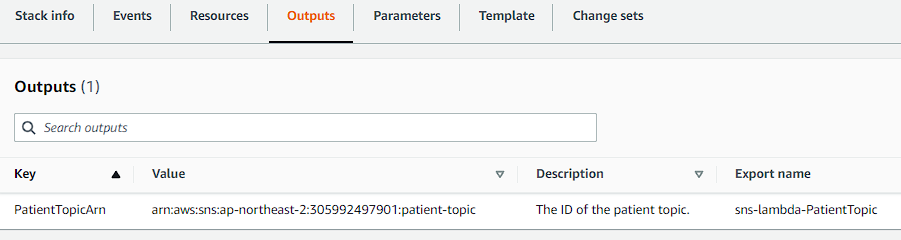 Stack info Events Resources Outputs Parameters Template Change sets
Outputs (1)
Search outputs
Key Value Description Export name
PatientTopicArn arn:aws:sns:ap-northeast-2:305992497901:patient-topic The ID of the patient topic. sns-lambda-PatientTopic